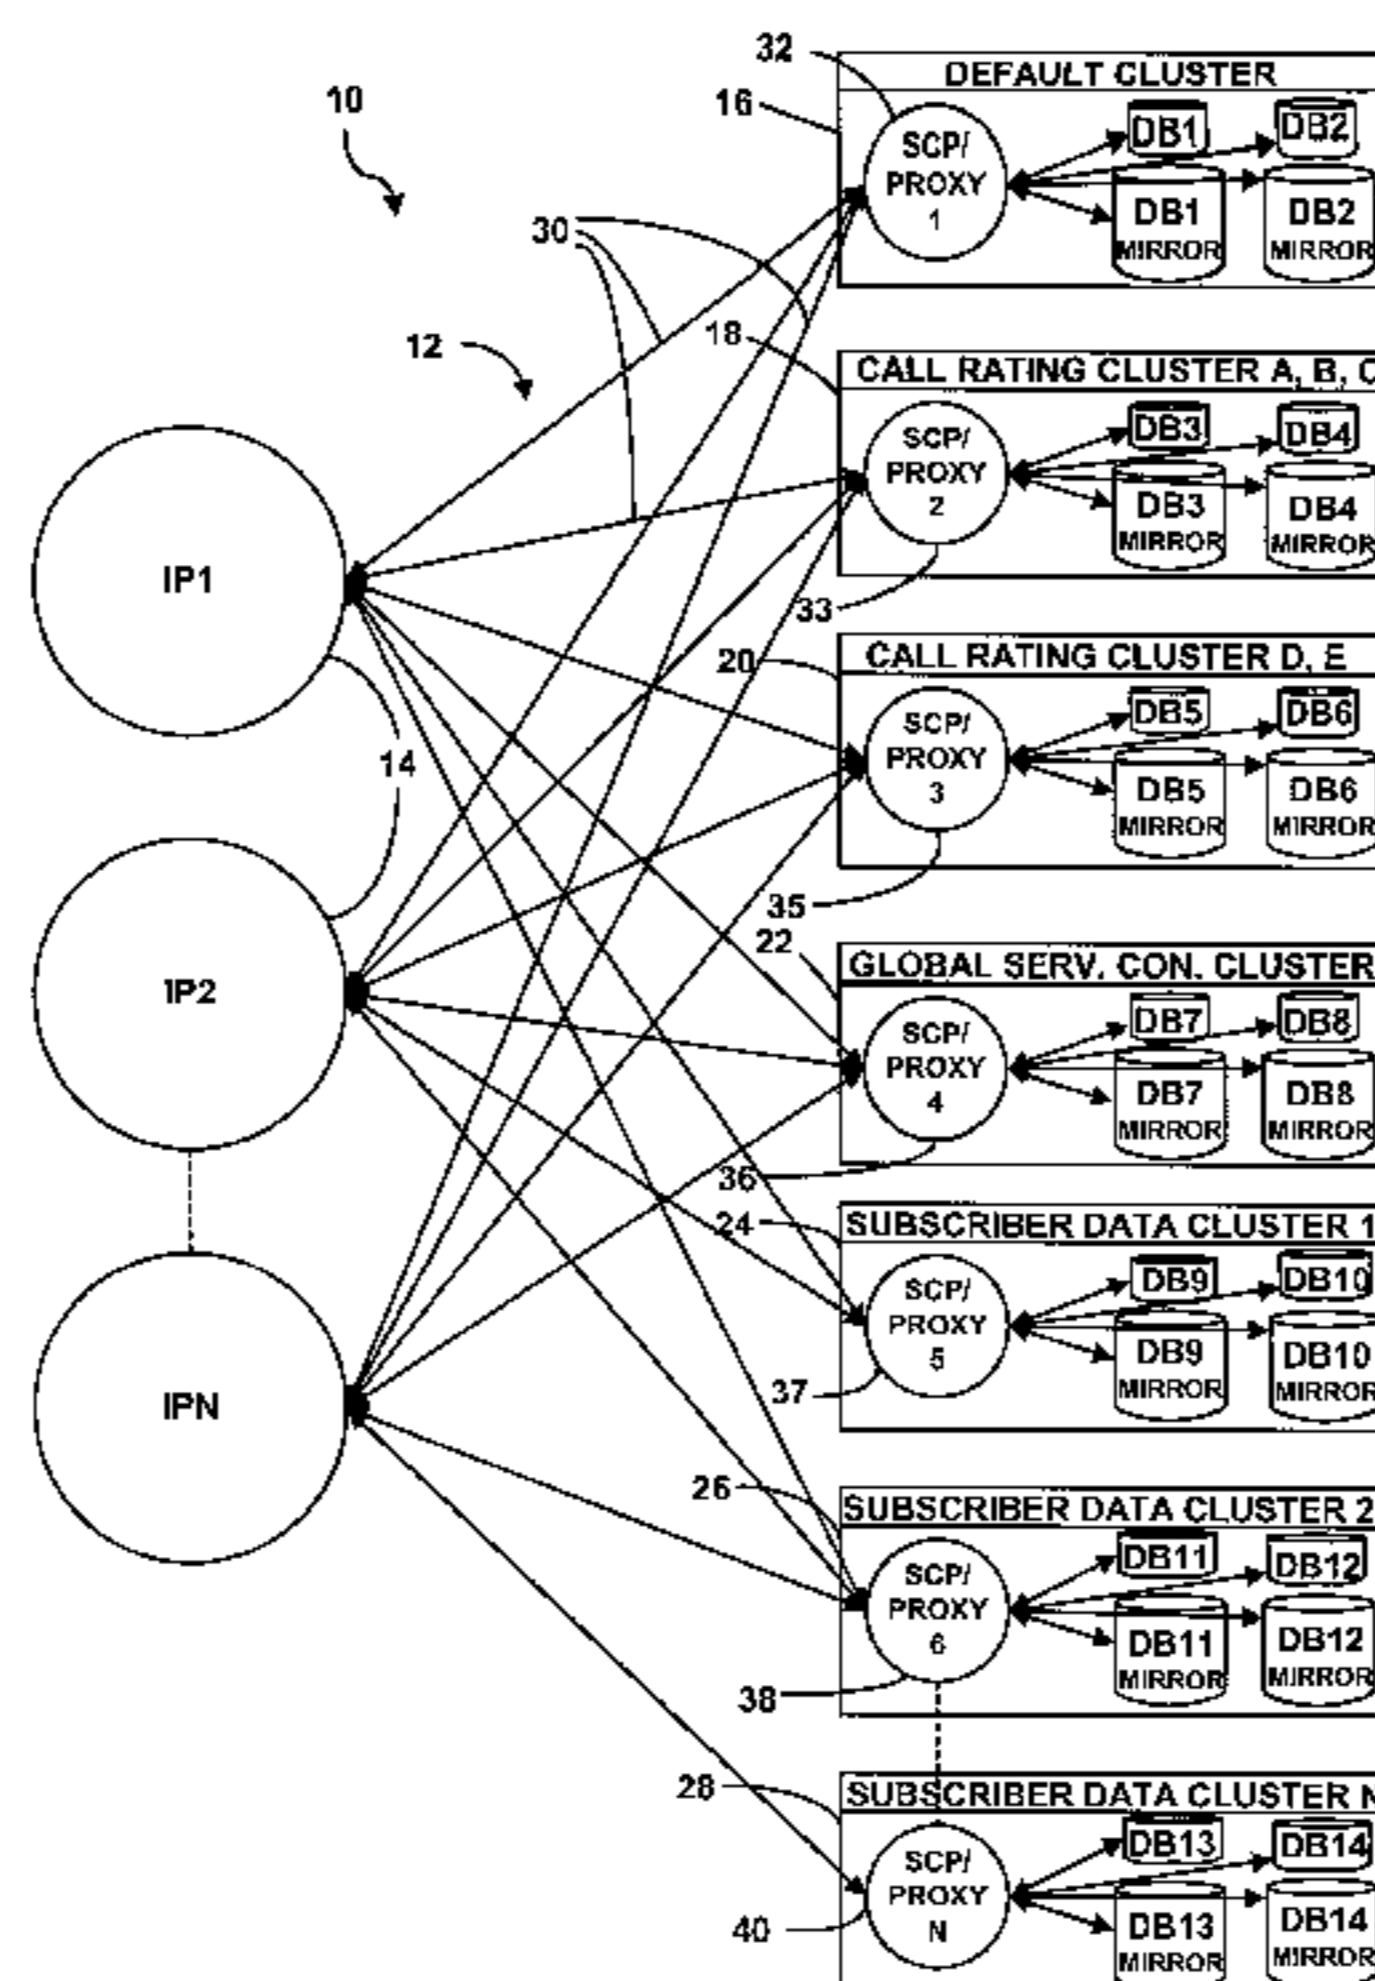 32
DEFAULT CLUSTER
10
16
SCP/
PROXY
1
DB1
DB2
DB1
MIRROR
DB2
MIRROR
30
12
18
CALL RATING CLUSTER A, B, C
SCP/
PROXY
2
DB3
DB4
DB3
MIRROR
DB4
MIRROR
33
IP1
20
CALL RATING CLUSTER D, E
SCP/
PROXY
3
DB5
DB6
DB5
MIRROR
DB6
MIRROR
14
35
22
GLOBAL SERV. CON. CLUSTER
IP2
SCP/
PROXY
4
DB7
DB8
DB7
MIRROR
DB8
MIRROR
36
24
SUBSCRIBER DATA CLUSTER 1
SCP/
PROXY
5
DB9
DB10
DB9
MIRROR
DB10
MIRROR
37
IPN
26
SUBSCRIBER DATA CLUSTER 2
SCP/
PROXY
6
DB11
DB12
DB11
MIRROR
DB12
MIRROR
38
28
SUBSCRIBER DATA CLUSTER N
SCP/
PROXY
N
DB13
DB14
DB13
MIRROR
DB14
MIRROR
40